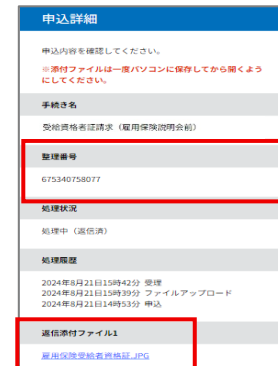 申込詳細
申込内容を確認してください。
※添付ファイルは一度パソコンに保存してから開くよう
にしてください。
手続き名
受給資格者証請求（雇用保険説明会前）
整理番号
675340758077
処理状況
処理中（返信済）
処理履歴
2024年8月21日15時42分 受理
2024年8月21日15時39分 ファイルアップロード
2024年8月21日14時53分 申込
返信添付ファイル1
雇用保険受給者資格証.JPG